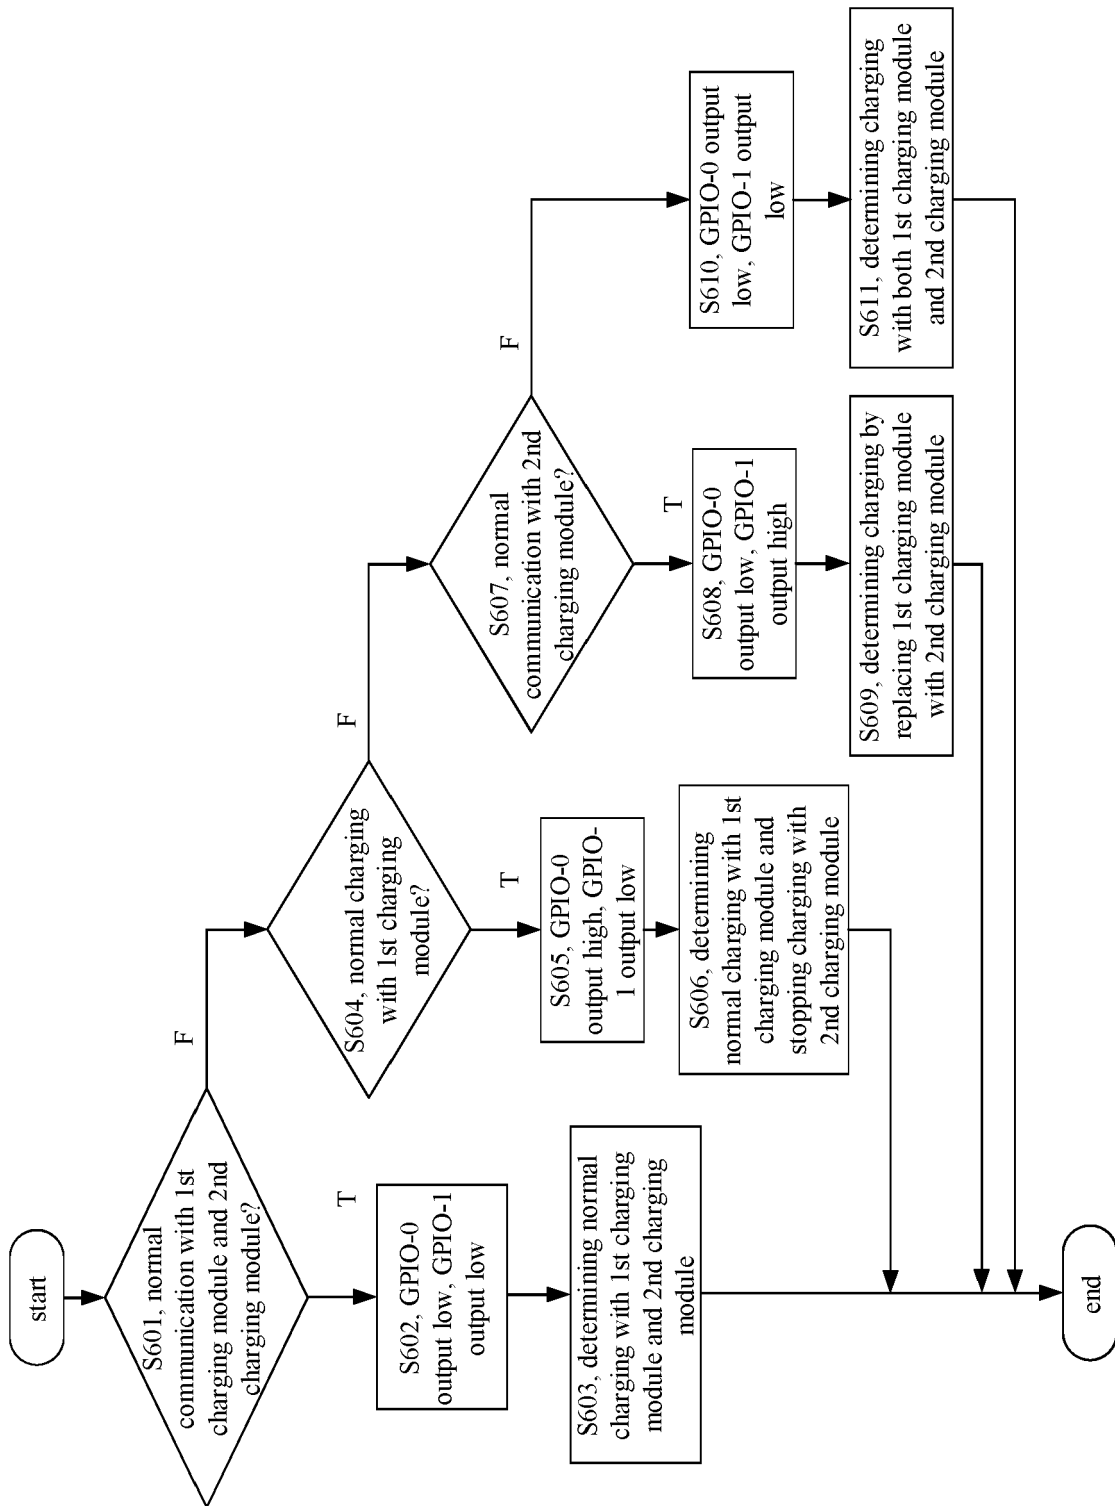 start
S601, normal
communication with 1st
charging module and 2nd
charging module?
F
T
S602, GPIO-0
output low, GPIO-1
output low
S603, determining normal
charging with 1st charging
module and 2nd charging
module
S604, normal charging
with 1st charging
module?
F
T
S605, GPIO-0
output high, GPIO-
1 output low
S606, determining
normal charging with 1st
charging module and
stopping charging with
2nd charging module
S607, normal
communication with 2nd
charging module?
F
T
S608, GPIO-0
output low, GPIO-1
output high
S609, determining charging by
replacing 1st charging module
with 2nd charging module
S610, GPIO-0 output
low, GPIO-1 output
low
S611, determining charging
with both 1st charging module
and 2nd charging module
end